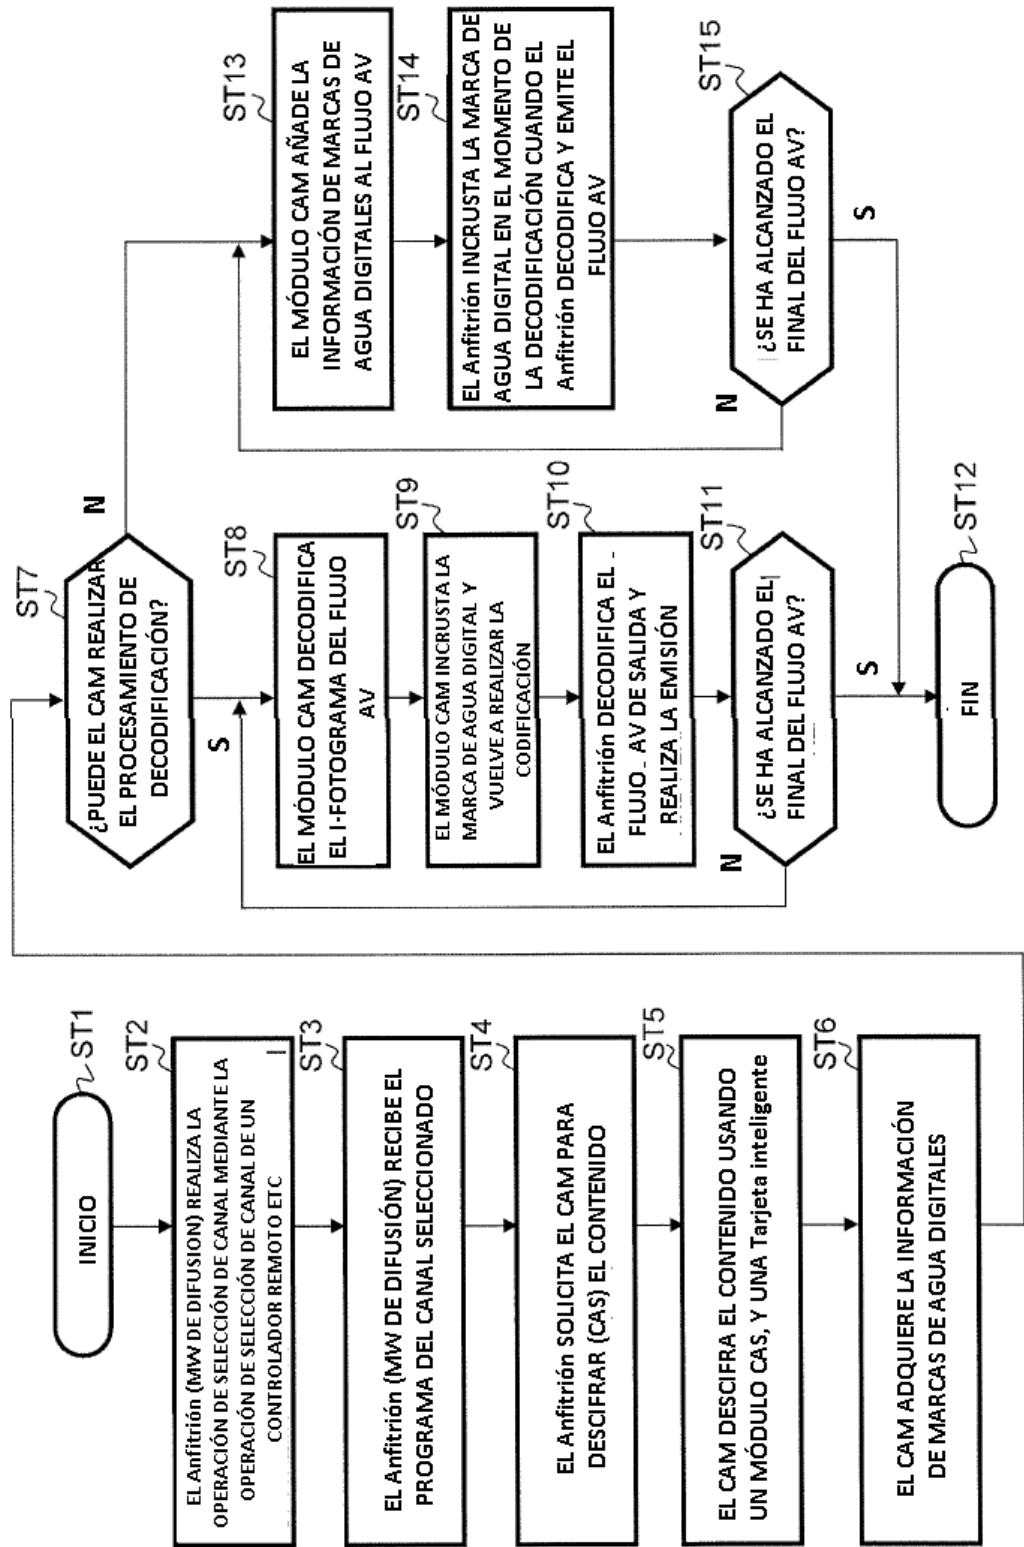 INICIO
ST1
El Anfitrión (MW DE DIFUSION) REALIZA LA
OPERACIÓN DE SELECCIÓN DE CANAL MEDIANTE LA
OPERACIÓN DE SELECCIÓN DE CANAL DE UN
CONTROLADOR REMOTO ETC
ST2
El Anfitrión (MW DE DIFUSIÓN) RECIBE EL
PROGRAMA DEL CANAL SELECCIONADO
ST3
El Anfitrión SOLICITA EL CAM PARA
DESCIFRAR (CAS) EL CONTENIDO
ST4
EL CAM DESCIFRA EL CONTENIDO USANDO
UN MÓDULO CAS, Y UNA Tarjeta inteligente
ST5
EL CAM ADQUIERE LA INFORMACIÓN
DE MARCAS DE AGUA DIGITALES
ST6
¿PUEDE EL CAM REALIZAR
EL PROCESAMIENTO DE
DECODIFICACIÓN?
ST7
N
S
EL MÓDULO CAM DECODIFICA
EL I-FOTOGRAMA DEL FLUJO
AV
ST8
EL MÓDULO CAM INCRUSTA LA
MARCA DE AGUA DIGITAL Y
VUELVE A REALIZAR LA
CODIFICACIÓN
ST9
El Anfitrión DECODIFICA EL
FLUJO AV DE SALIDA Y
REALIZA LA EMISIÓN
ST10
¿SE HA ALCANZADO EL
FINAL DEL FLUJO AV?
ST11
N
S
FIN
ST12
EL MÓDULO CAM AÑADE LA
INFORMACIÓN DE MARCAS DE
AGUA DIGITALES AL FLUJO AV
ST13
El Anfitrión INCRUSTA LA MARCA DE
AGUA DIGITAL EN EL MOMENTO DE
LA DECODIFICACIÓN CUANDO EL
Anfitrión DECODIFICA Y EMITE EL
FLUJO AV
ST14
¿SE HA ALCANZADO EL
FINAL DEL FLUJO AV?
ST15
N
S